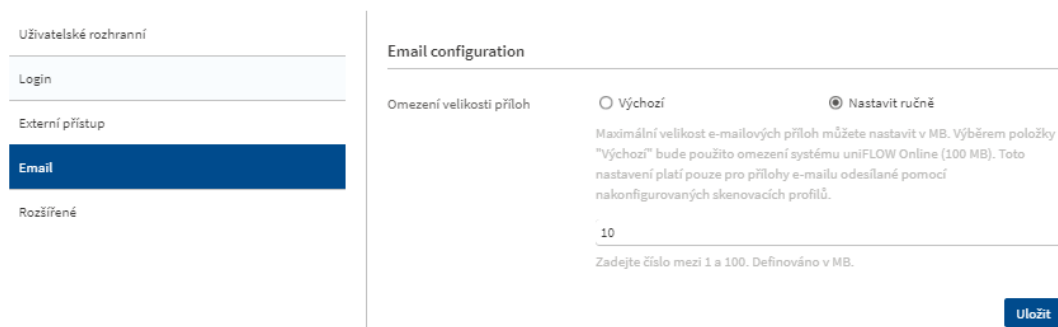 Uživatelské rozhranní
Login
Externí přístup
Email
Rozšířené
Email configuration
Omezení velikosti příloh
Výchozí
Nastavit ručně
Maximální velikost e-mailových příloh můžete nastavit v MB. Výběrem položky
"Výchozí" bude použito omezení systému uniFLOW Online (100 MB). Toto
nastavení platí pouze pro přílohy e-mailu odesílané pomocí
nakonfigurovaných skenovacích profilů.
10
Zadejte číslo mezi 1 a 100. Definováno v MB.
Uložit